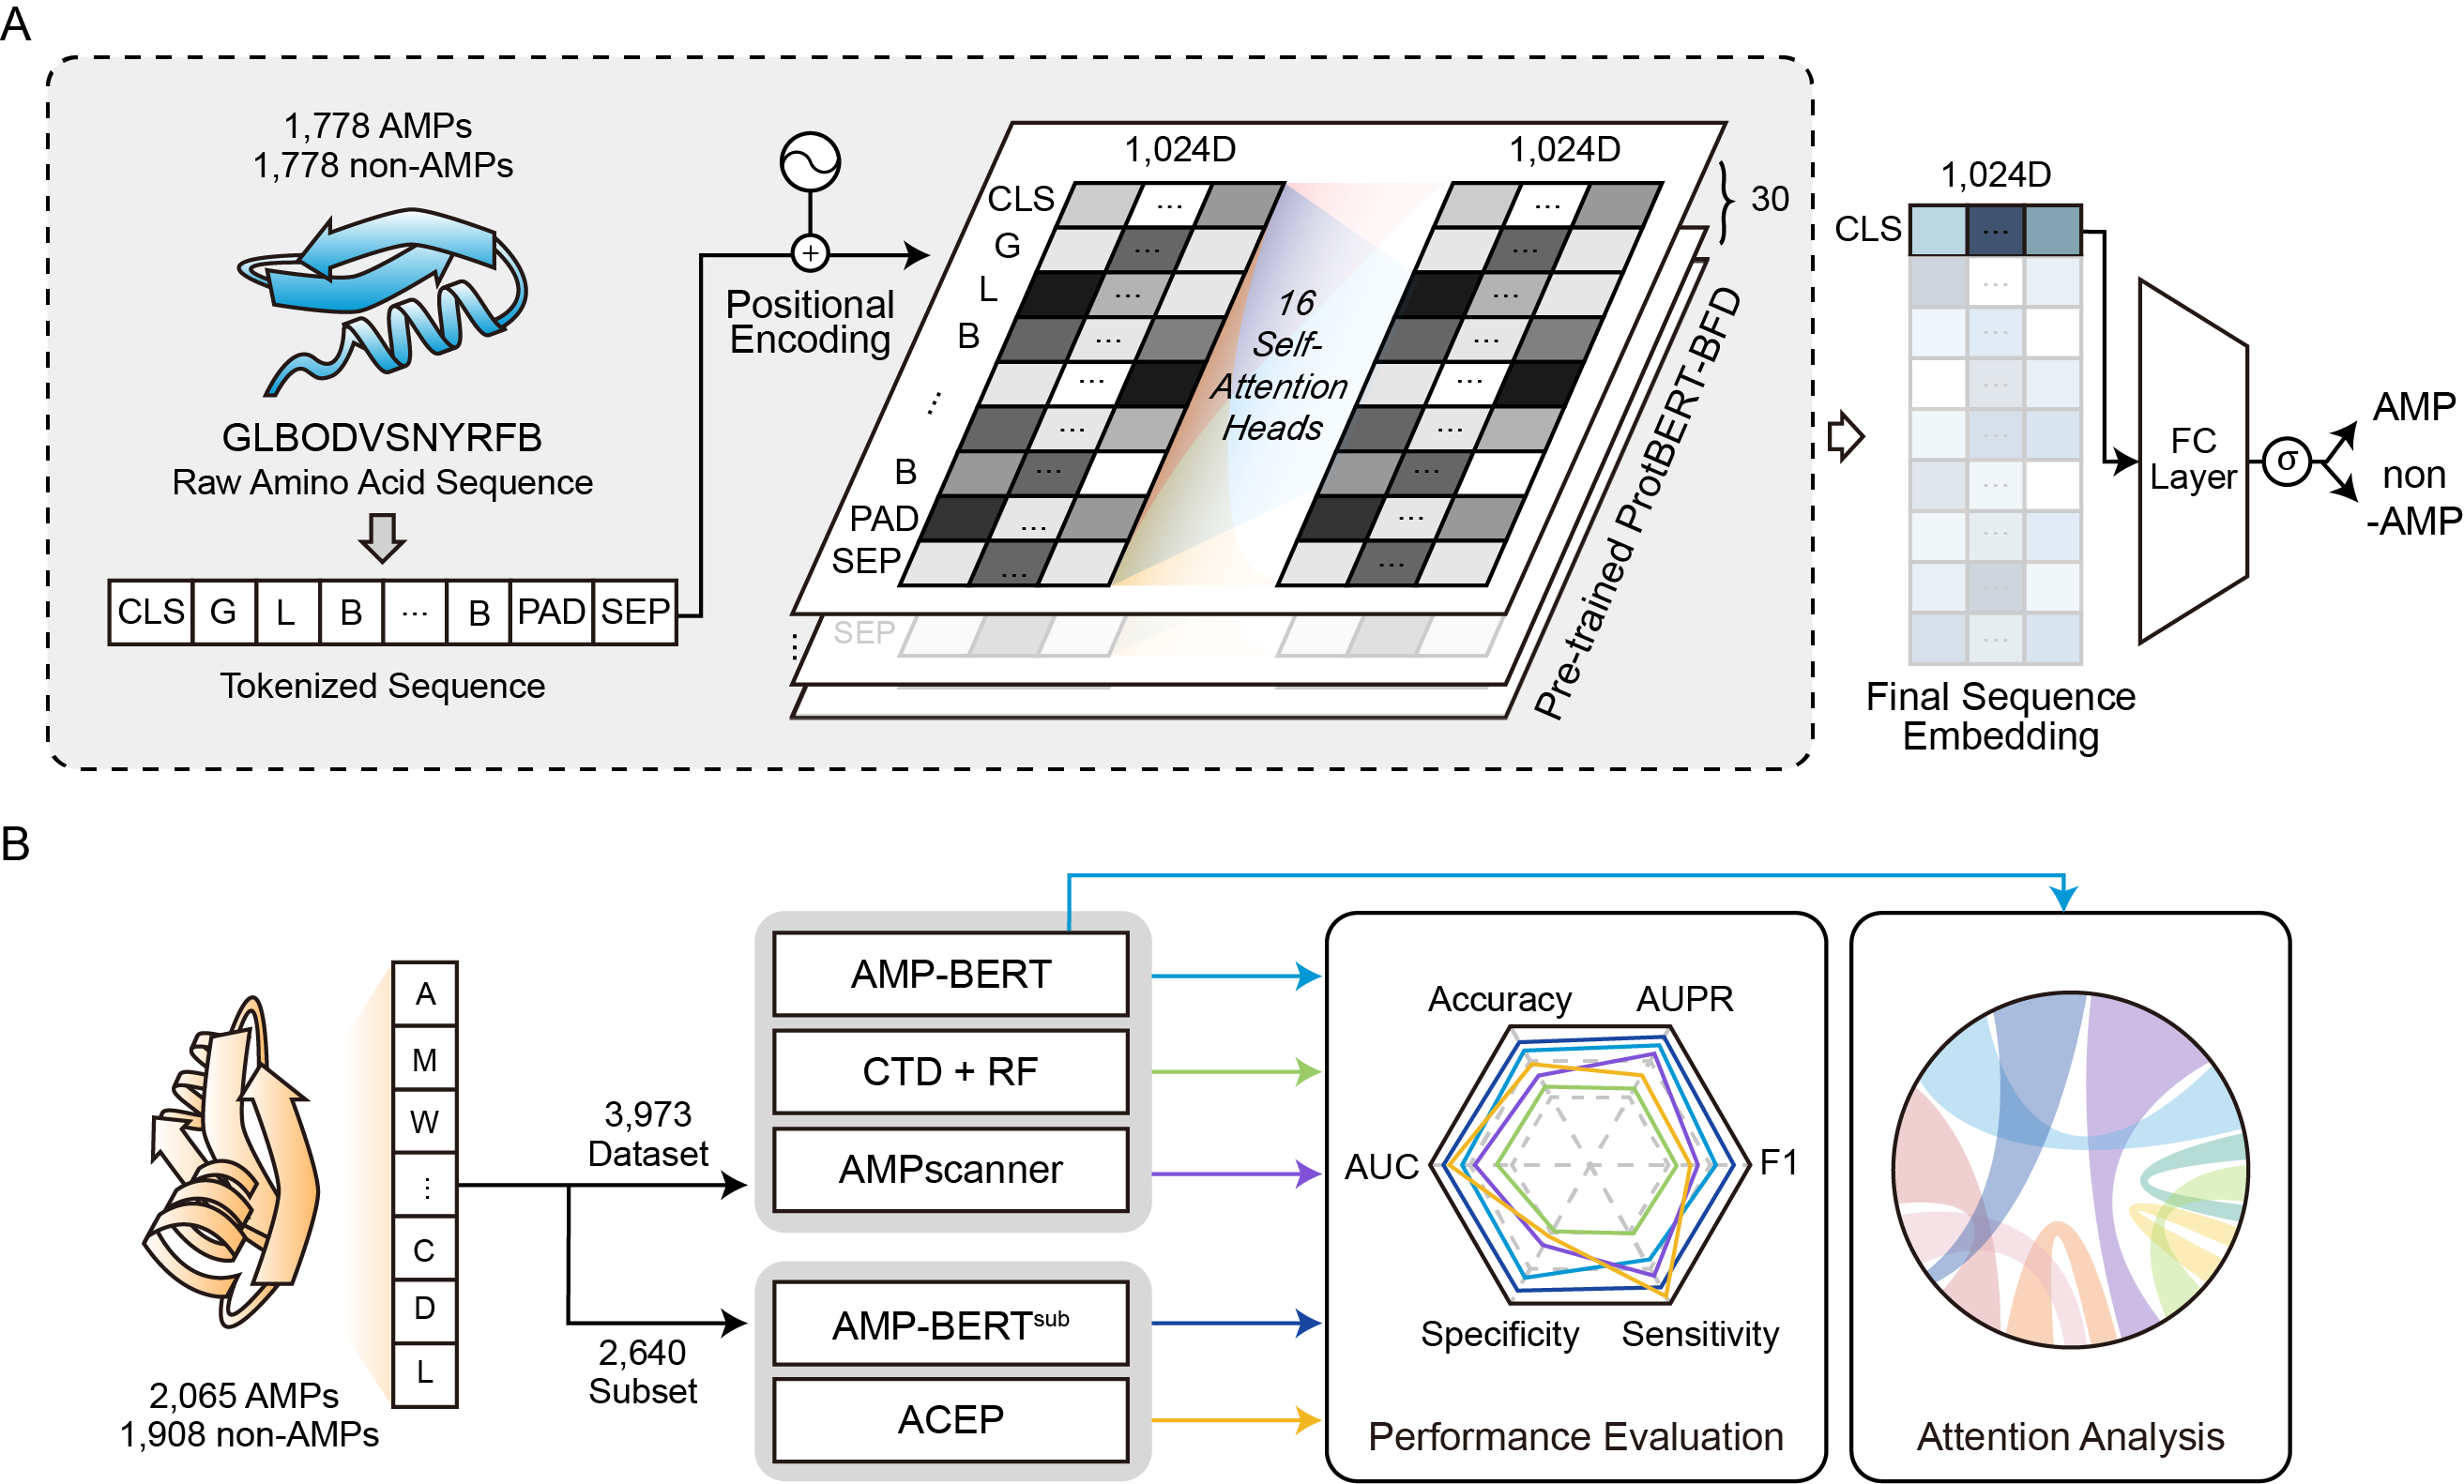 A
1,778 AMPs
1,778 non-AMPs
GLBODVSNYRFB
Raw Amino Acid Sequence
CLS G L B ... B PAD SEP
Tokenized Sequence
+
Positional
Encoding
1,024D 1,024D
CLS ... ...
G ... ...
L ... ...
B ... ...
... ... ...
... ...
B ... ...
PAD ... ...
SEP ... ...
16
Self-
Attention
Heads
30
SEP
...
Pre-trained ProtBERT-BFD
1,024D
CLS ...
...
...
...
...
...
...
...
...
Final Sequence
Embedding
FC
Layer
σ
AMP
non
-AMP
B
A
M
W
...
C
D
L
2,065 AMPs
1,908 non-AMPs
3,973
Dataset
2,640
Subset
AMP-BERT
CTD + RF
AMPscanner
AMP-BERTsub
ACEP
Accuracy AUPR
AUC F1
Specificity Sensitivity
Performance Evaluation
Attention Analysis